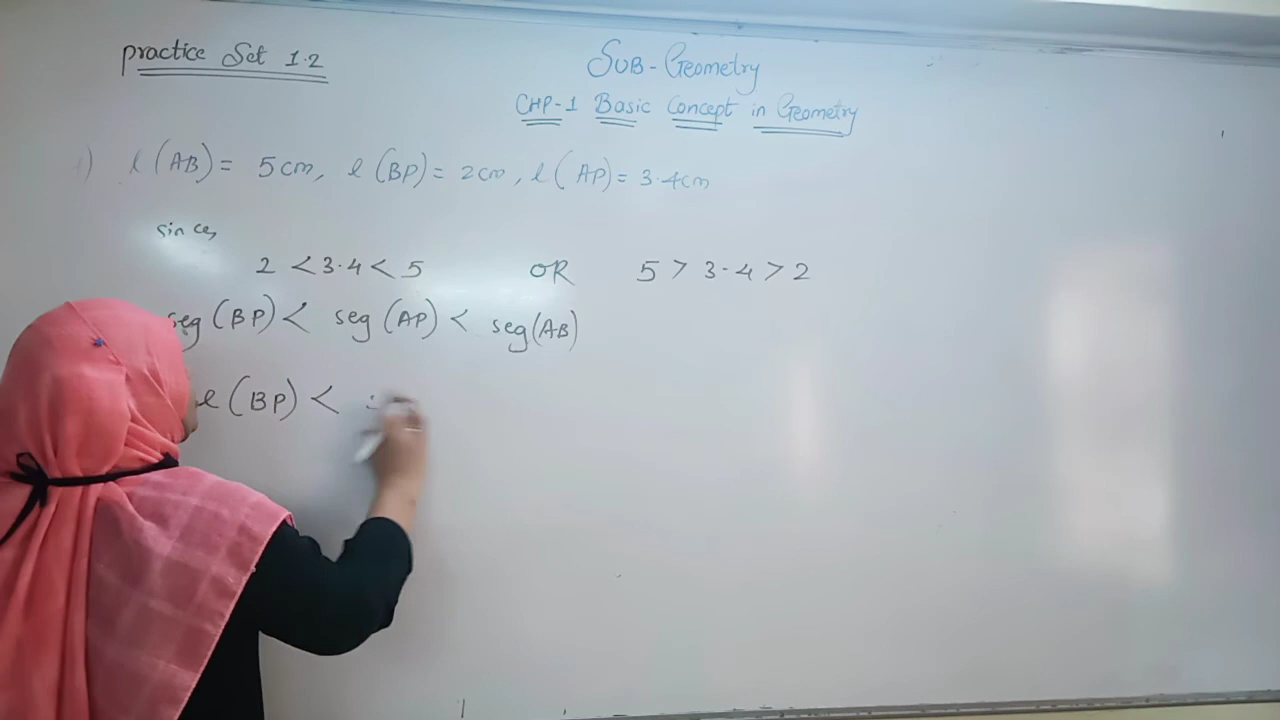 practice Set 1.2
SUB-Geometry
CHP-1 Basic Concept in Geometry
1) l(AB)= 5cm, l(BP)= 2cm, l(AP)= 3.4cm
since,
2 < 3.4 < 5 OR 5 > 3.4 > 2
seg(BP) < seg(AP) < seg(AB)
l(BP) <